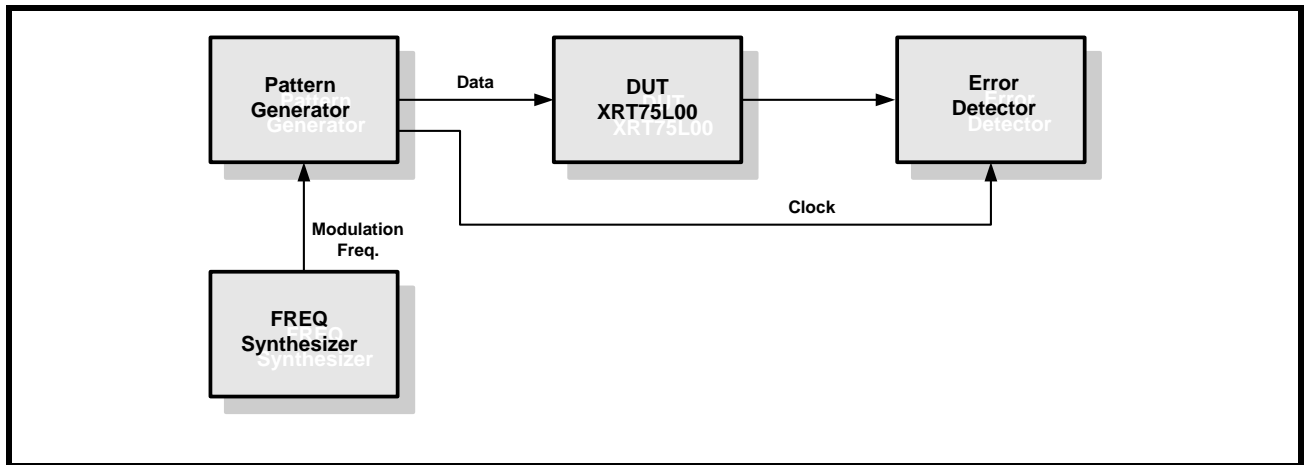 Pattern
Generator
Data
DUT
XRT75L00
Error
Detector
Clock
Modulation
Freq.
FREQ
Synthesizer